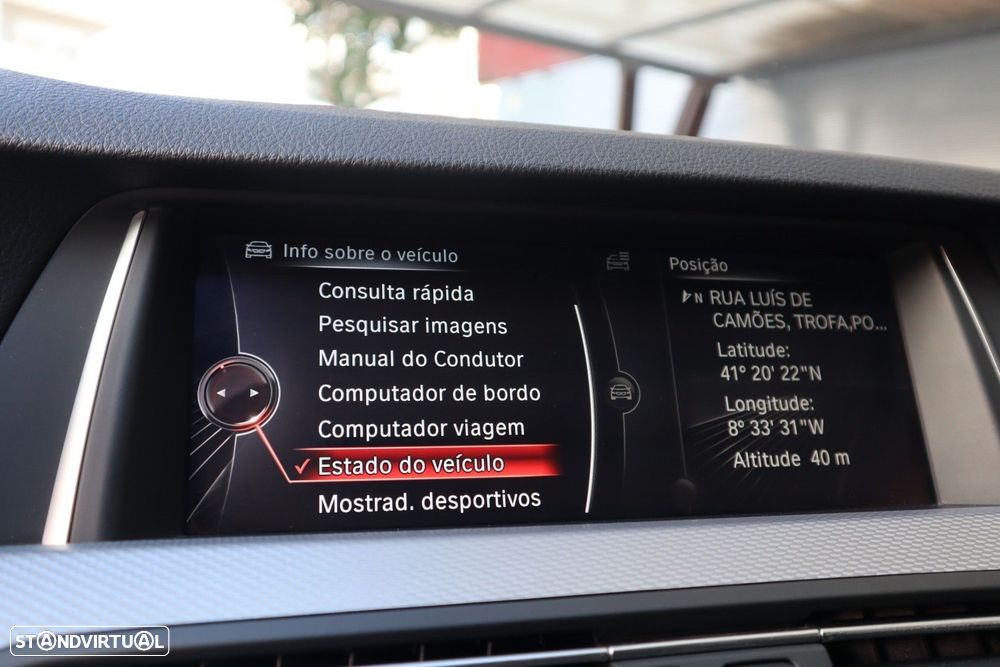 Info sobre o veículo
Consulta rápida
Pesquisar imagens
Manual do Condutor
Computador de bordo
Computador viagem
Estado do veículo
Mostrad. desportivos
Posição
N RUA LUÍS DE
CAMÕES, TROFA,PO...
Latitude:
41° 20' 22"N
Longitude:
8° 33' 31"W
Altitude 40 m
STANDVIRTUAL